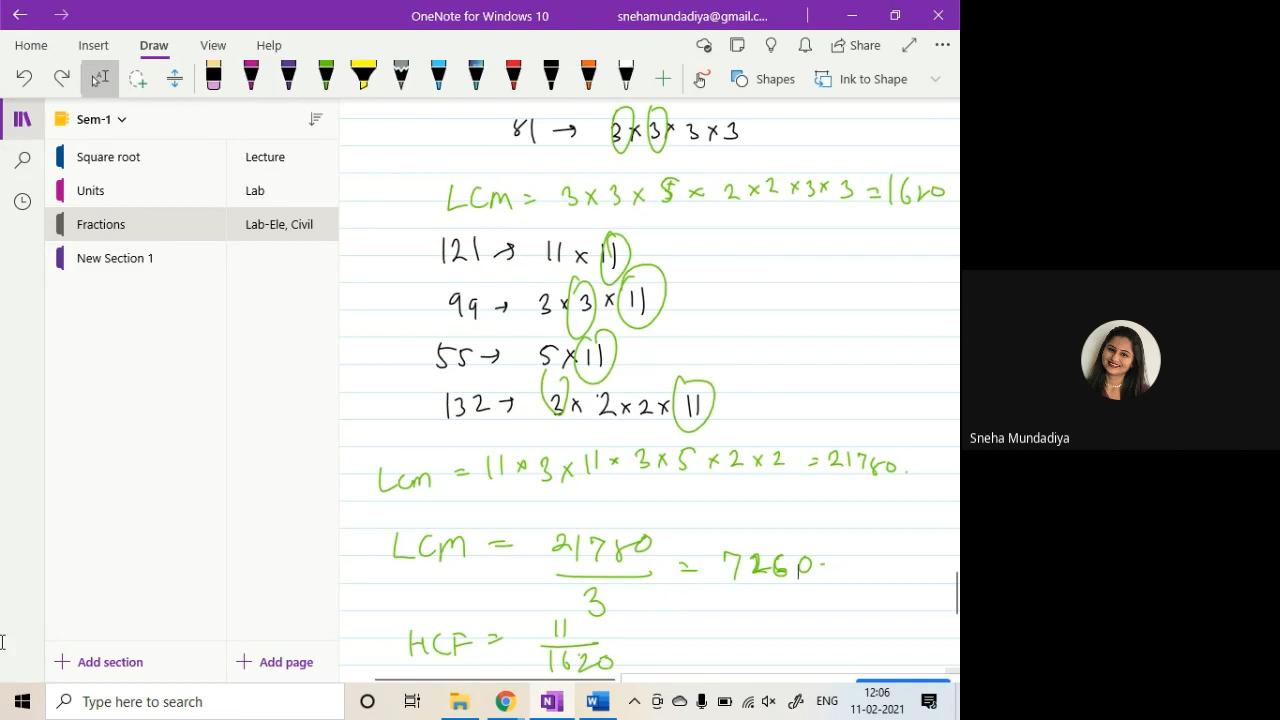 OneNote for Windows 10
snehamundadiya@gmail.c...
Home Insert Draw View Help
Share
Shapes
Ink to Shape
Sem-1
Square root
Units
Fractions
New Section 1
Lecture
Lab
Lab-Ele, Civil
81 → 3 × 3 × 3 × 3
LCM = 3 × 3 × 5 × 2 × 2 × 3 × 3 = 1620
121 → 11 × 11
99 → 3 × 3 × 11
55 → 5 × 11
132 → 3 × 2 × 2 × 11
Lcm = 11 × 3 × 11 × 3 × 5 × 2 × 2 = 21780.
LCM = 21780 / 3 = 7260.
HCF = 11 / 1620
Add section
Add page
Sneha Mundadiya
Type here to search
ENG
12:06
11-02-2021